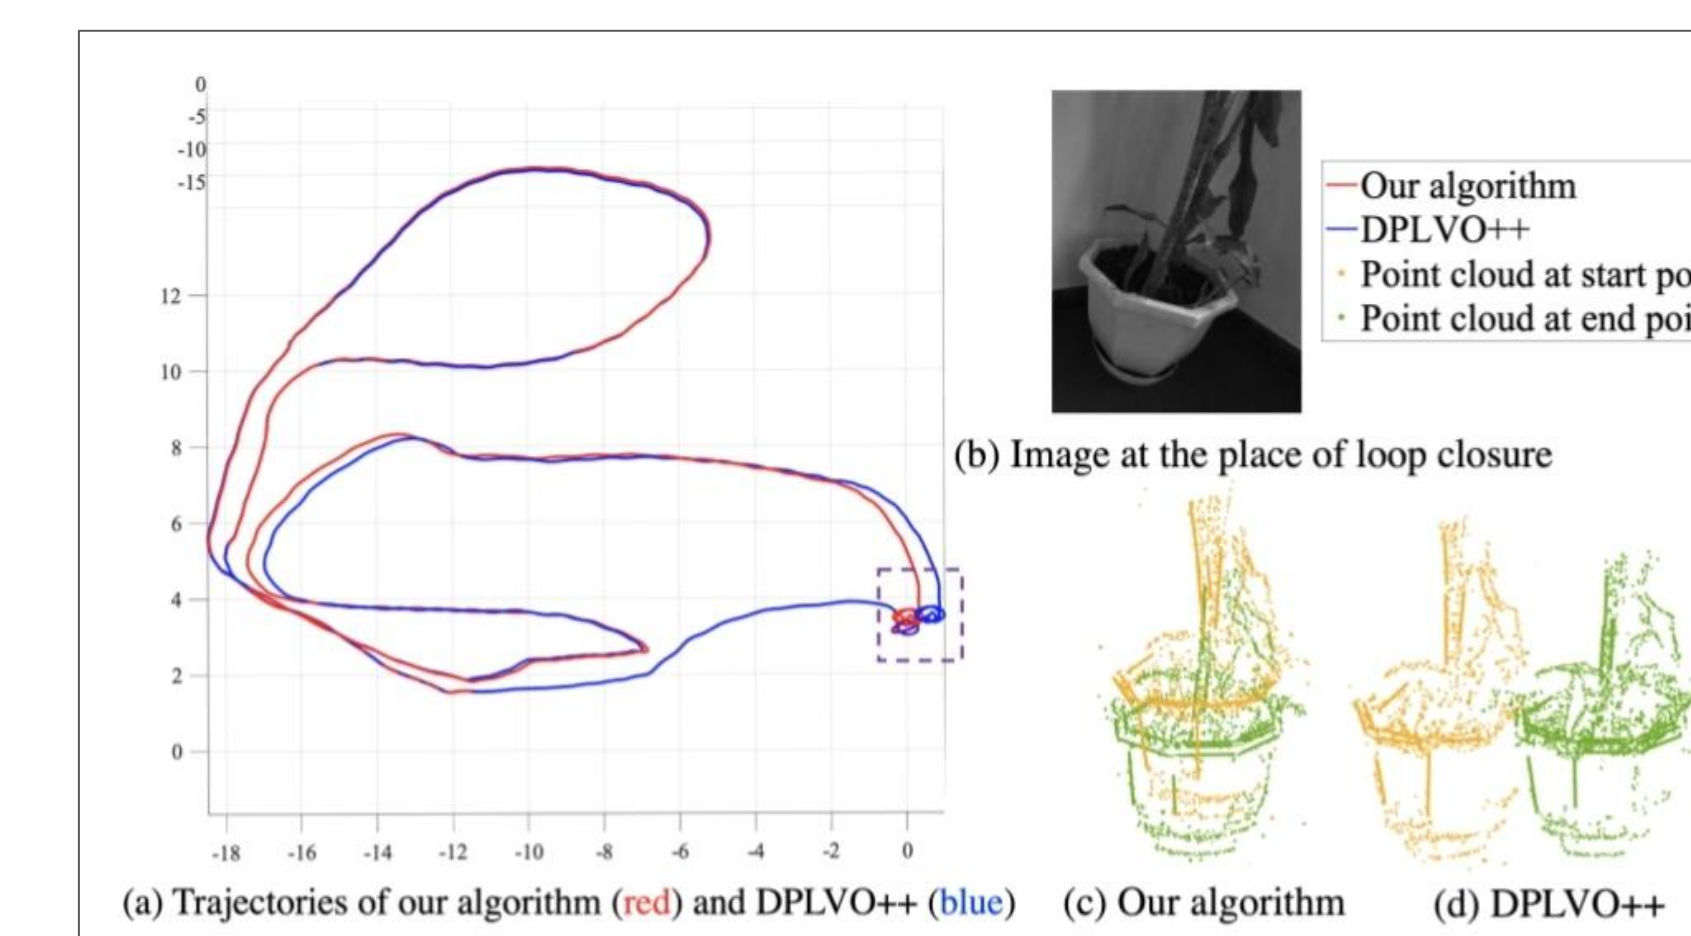 0
-5
-10
-15
12
10
8
6
4
2
0
-18 -16 -14 -12 -10 -8 -6 -4 -2 0
(a) Trajectories of our algorithm (red) and DPLVO++ (blue)
Our algorithm
DPLVO++
Point cloud at start po
Point cloud at end poi
(b) Image at the place of loop closure
(c) Our algorithm
(d) DPLVO++